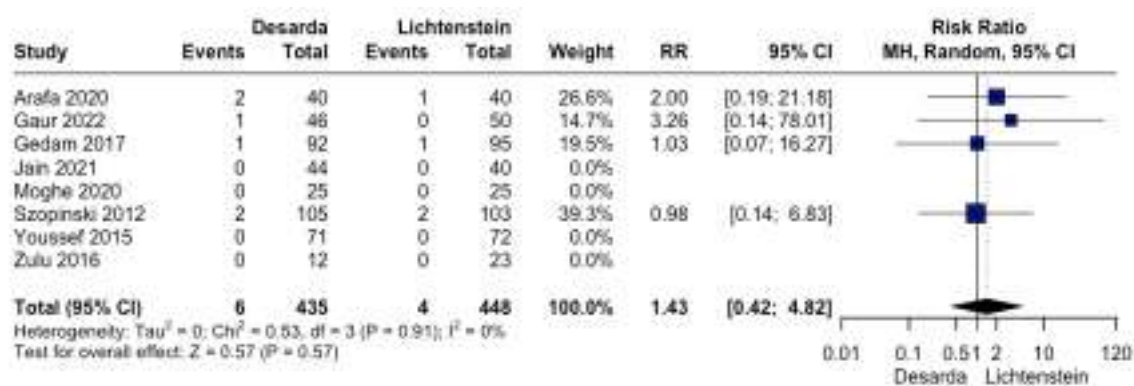 Desarda Lichtenstein Risk Ratio
Study Events Total Events Total Weight RR 95% CI MH, Random, 95% CI
Arafa 2020 2 40 1 40 26.6% 2.00 [0.19; 21.18]
Gaur 2022 1 46 0 50 14.7% 3.26 [0.14; 78.01]
Gedam 2017 1 92 1 95 19.5% 1.03 [0.07; 16.27]
Jain 2021 0 44 0 40 0.0%
Moghe 2020 0 25 0 25 0.0%
Szopinski 2012 2 105 2 103 39.3% 0.98 [0.14; 6.83]
Youssef 2015 0 71 0 72 0.0%
Zulu 2016 0 12 0 23 0.0%
Total (95% CI) 6 435 4 448 100.0% 1.43 [0.42; 4.82]
Heterogeneity: Tau² = 0; Chi² = 0.53, df = 3 (P = 0.91); I² = 0%
Test for overall effect: Z = 0.57 (P = 0.57)
0.01 0.1 0.5 1 2 10 120
Desarda Lichtenstein